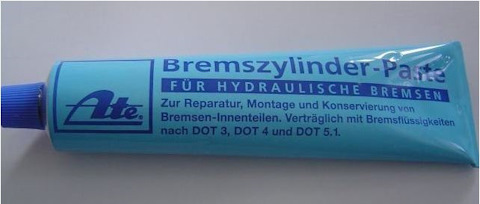 Bremszylinder-Paste
FÜR HYDRAULISCHE BREMSEN
Ate
Zur Reparatur, Montage und Konservierung von
Bremsen-Innenteilen. Verträglich mit Bremsflüssigkeiten
nach DOT 3, DOT 4 und DOT 5.1.